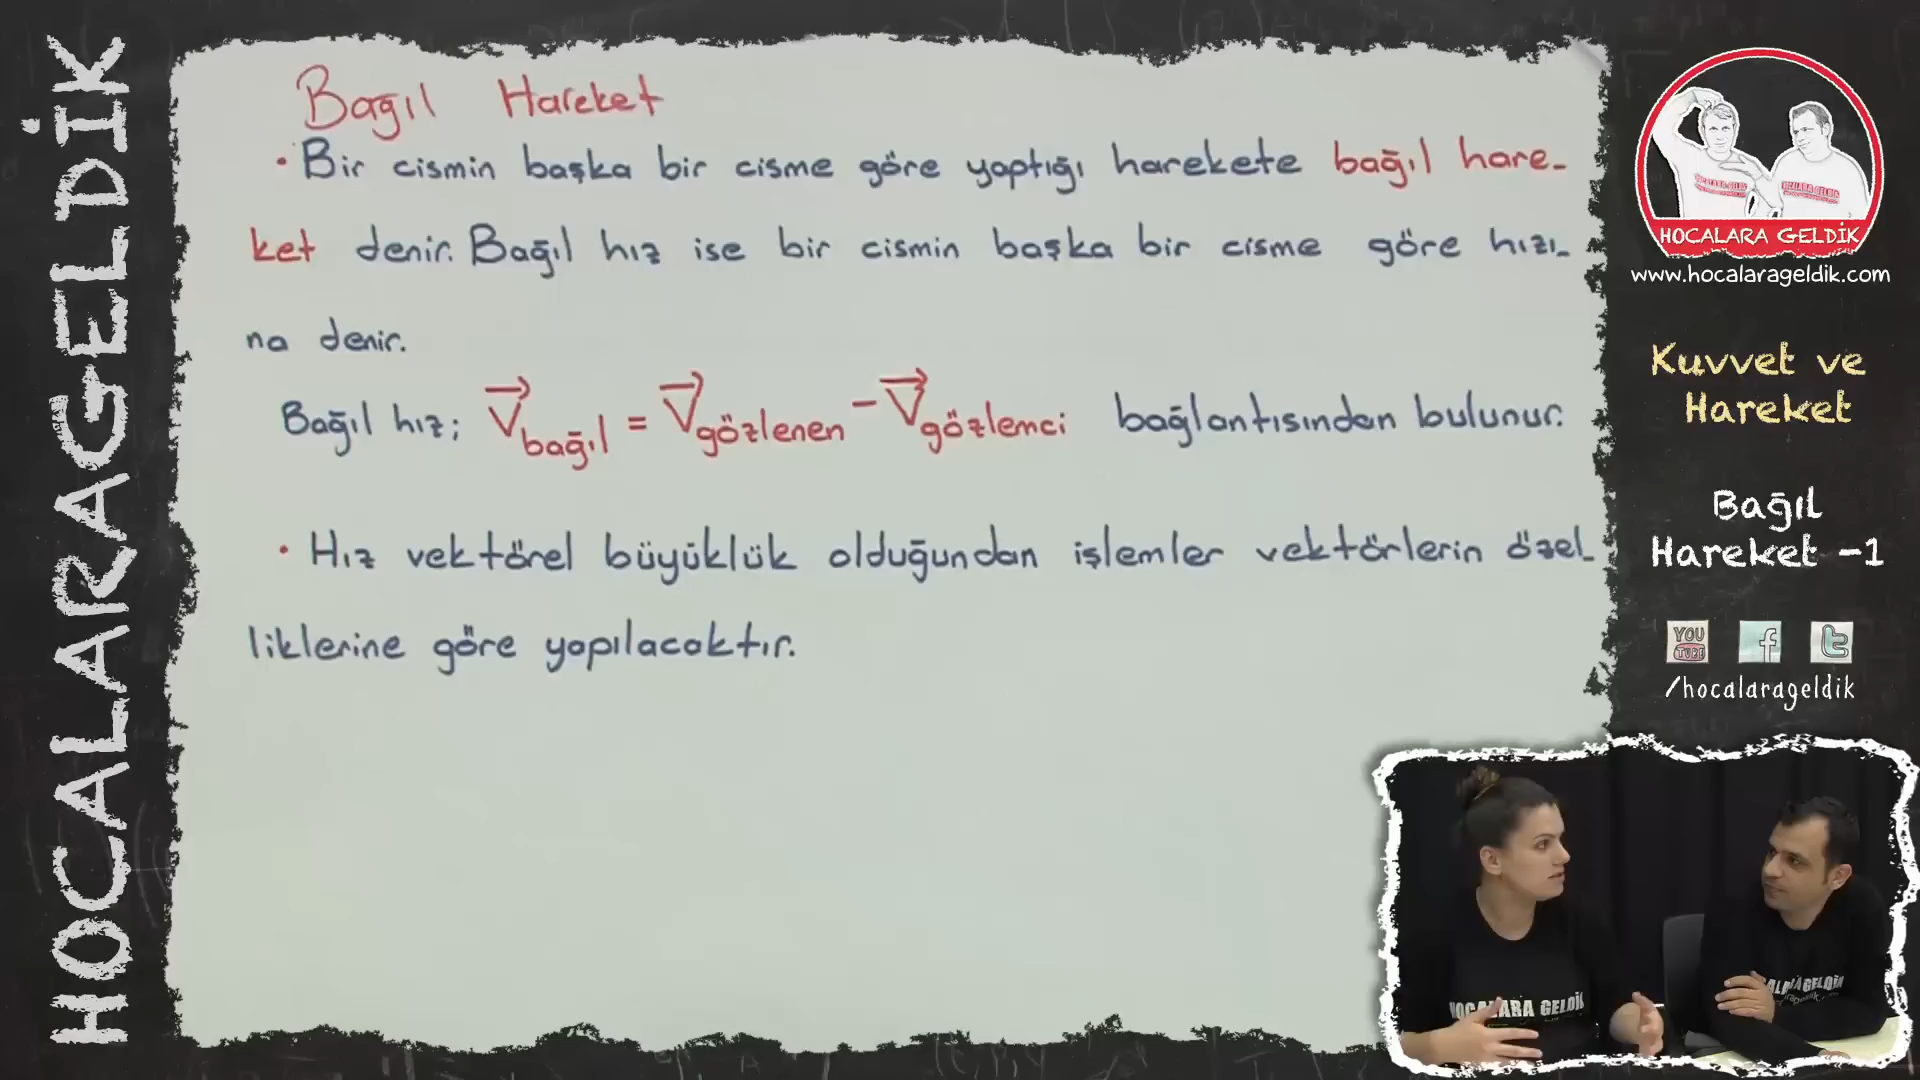 HOCALARAGELDİK
Bağıl Hareket
• Bir cismin başka bir cisme göre yaptığı harekete bağıl hare-
ket denir. Bağıl hız ise bir cismin başka bir cisme göre hızı-
na denir.
Bağıl hız; V bağıl = V gözlenen - V gözlemci bağlantısından bulunur.
• Hız vektörel büyüklük olduğundan işlemler vektörlerin özel-
liklerine göre yapılacaktır.
HOCALARA GELDİK
www.hocalarageldik.com
Kuvvet ve
Hareket
Bağıl
Hareket -1
YOU
TUBE
f
t
/hocalarageldik
HOCALARA GELDİK